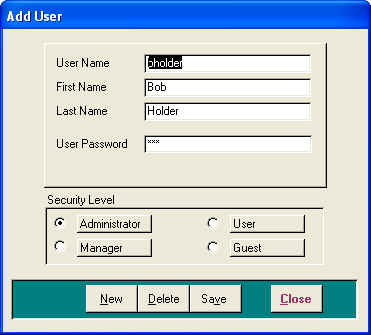 Add User
User Name bholder
First Name Bob
Last Name Holder
User Password ***
Security Level
Administrator User
Manager Guest
New Delete Save Close